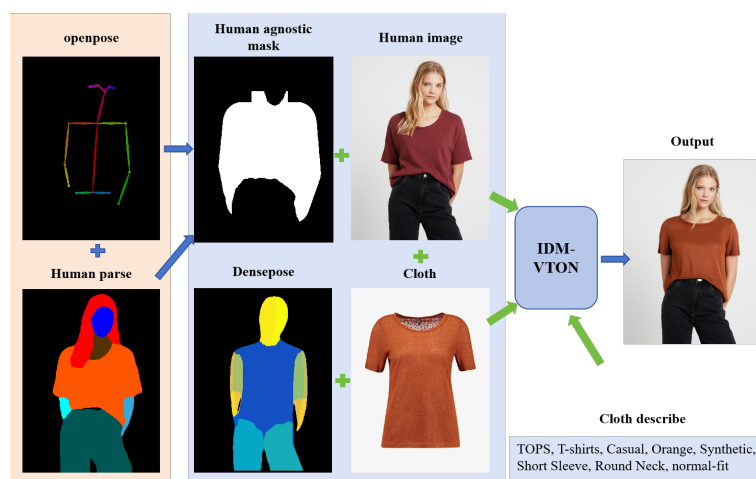 openpose
Human agnostic
mask
Human image
Output
IDM-
VTON
Human parse
Densepose
Cloth
Cloth describe
TOPS, T-shirts, Casual, Orange, Synthetic,
Short Sleeve, Round Neck, normal-fit